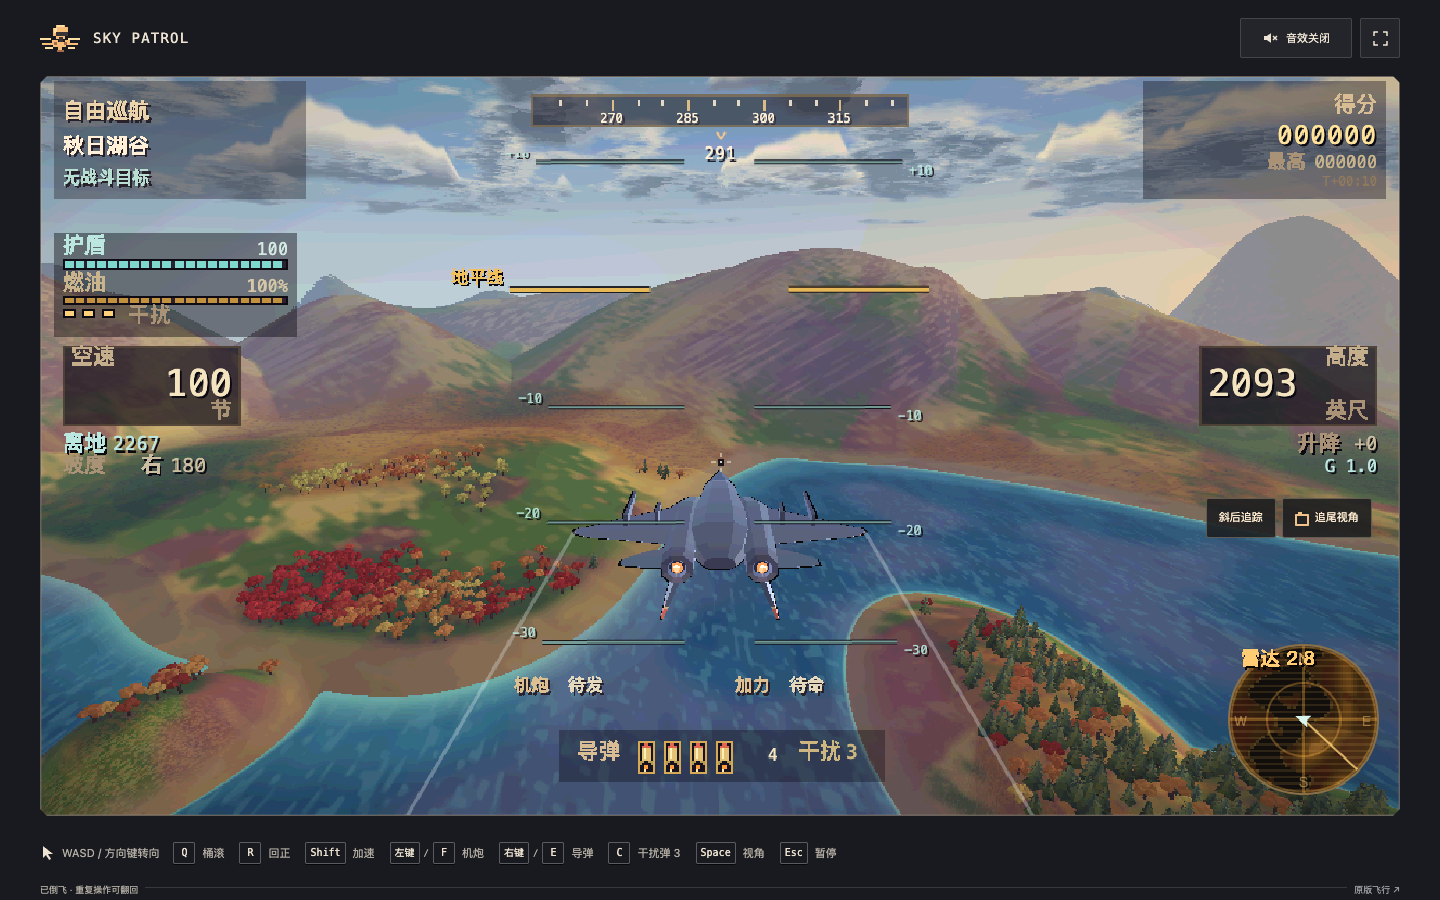 SKY PATROL
音效关闭
自由巡航
秋日湖谷
无战斗目标
270 285 300 315
291
得分
000000
最高 000000
T+00:10
+10 +10
护盾 100
燃油 100%
干扰
地平线
空速
100
节
离地 2267
坡度 右 180
高度
2093
英尺
升降 +0
G 1.0
-10 -10
-20 -20
-30 -30
斜后追踪
追尾视角
机炮 待发 加力 待命
导弹 4 干扰 3
雷达 2.8
W E
S
WASD / 方向键转向 Q 桶滚 R 回正 Shift 加速 左键 / F 机炮 右键 / E 导弹 C 干扰弹 3 Space 视角 Esc 暂停
已倒飞 · 重复操作可翻回
原版飞行 ↗